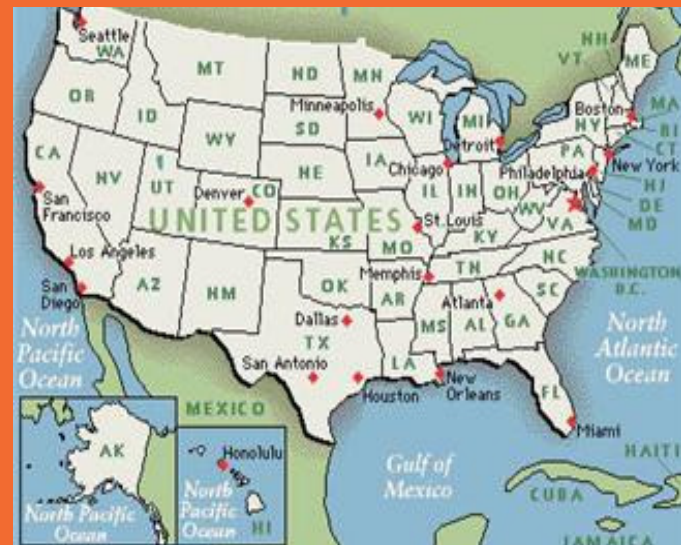 Seattle
WA
MT
ND
MN
ME
NH
VT.
OR
ID
WY
SD
Minneapolis
WI
MI
Detroit
NY
Boston
MA
RI
CT
CA
NV
UT
Denver
CO
NE
IA
Chicago
IL
IN
OH
PA
Philadelphia
New York
NJ
DE
MD
San
Francisco
UNITED STATES
KS
MO
St. Louis
KY
WV
VA
WASHINGTON
D.C.
Los Angeles
San
Diego
AZ
NM
OK
AR
Memphis
TN
NC
SC
Atlanta
MS
AL
GA
Dallas
TX
San Antonio
Houston
LA
New
Orleans
FL
Miami
North
Pacific
Ocean
North
Atlantic
Ocean
MEXICO
Gulf of
Mexico
CUBA
HAITI
JAMAICA
AK
North Pacific
Ocean
Honolulu
North
Pacific
Ocean
HI